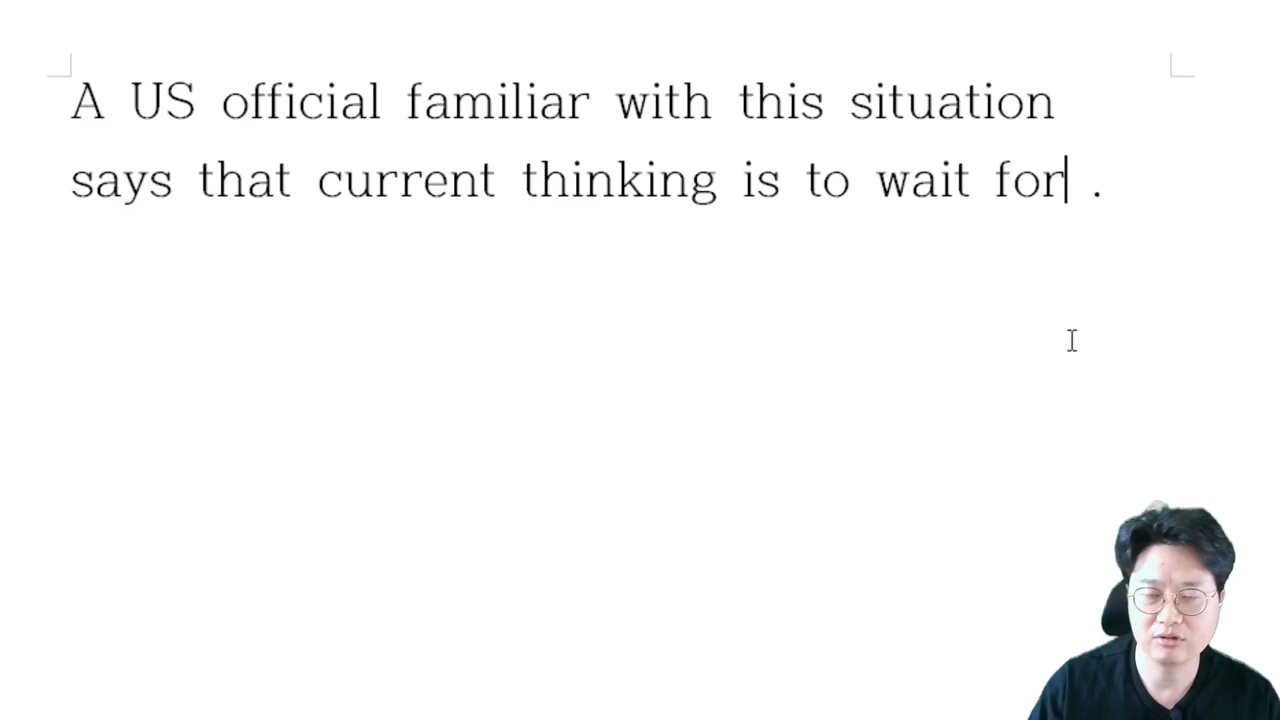 A US official familiar with this situation
says that current thinking is to wait for .